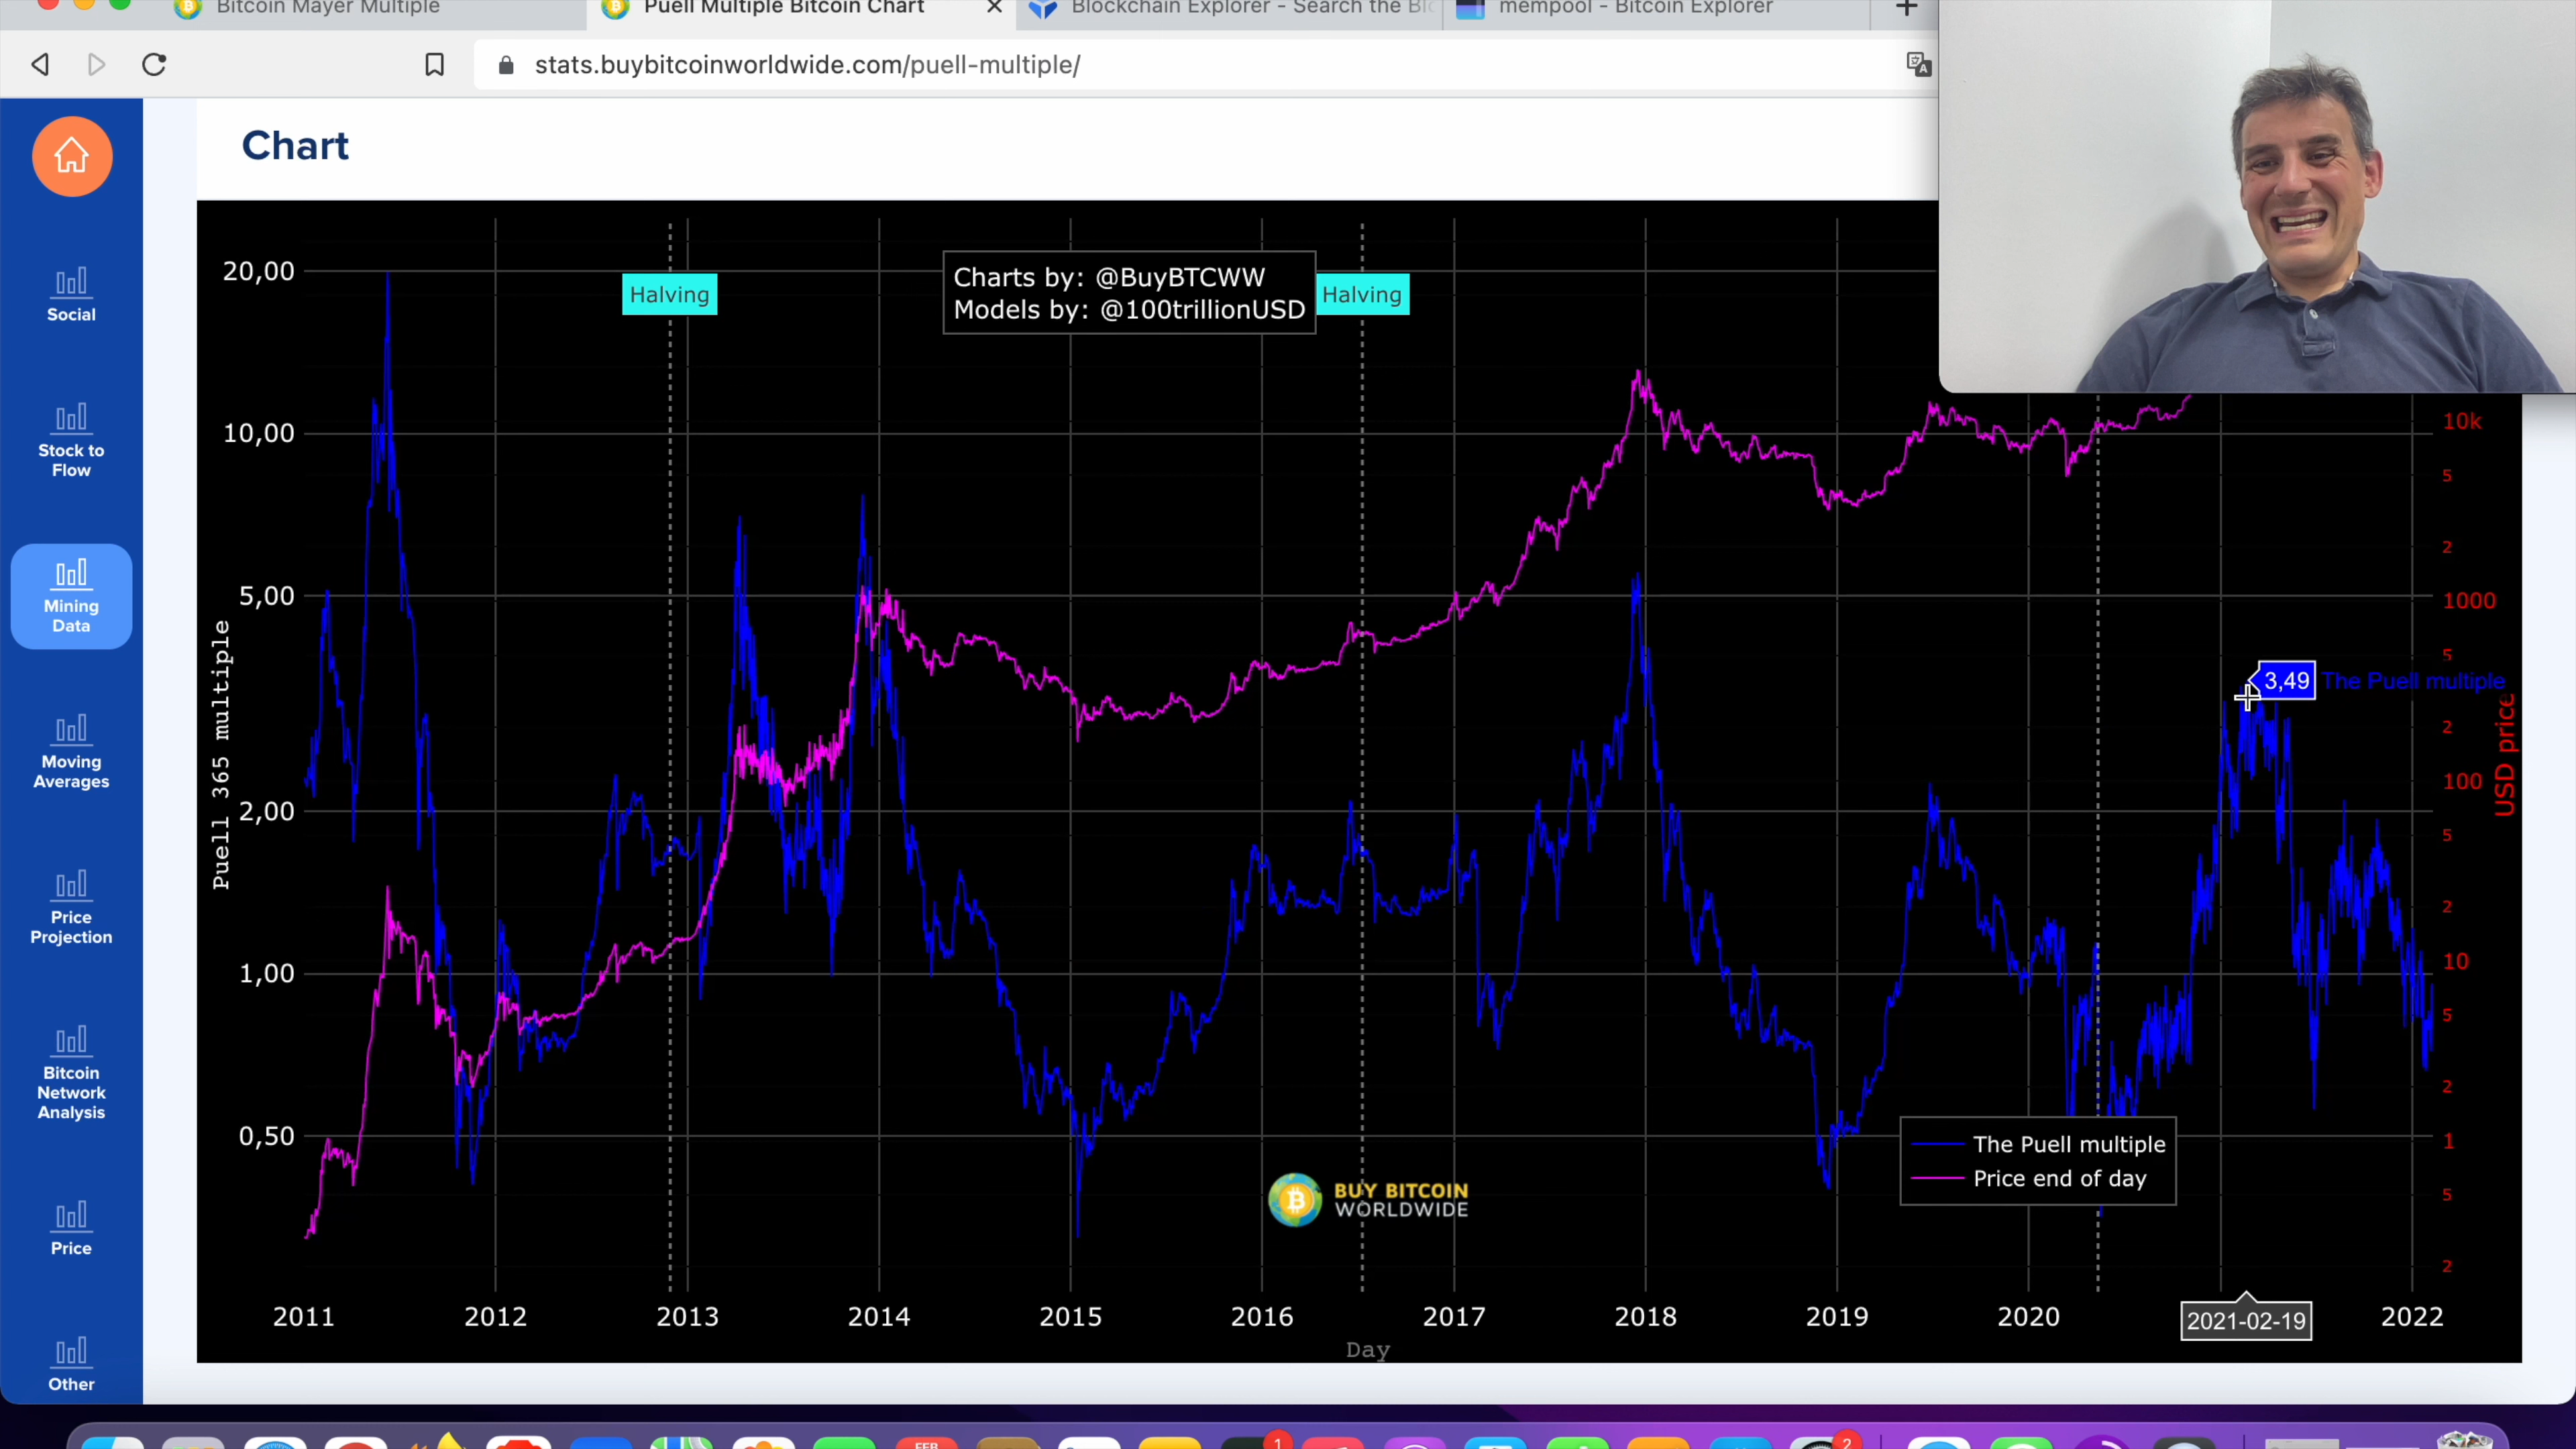 Bitcoin Mayer Multiple
Puell Multiple Bitcoin Chart
Blockchain Explorer - Search the Blo
mempool - Bitcoin Explorer
stats.buybitcoinworldwide.com/puell-multiple/
Social
Stock to
Flow
Mining
Data
Moving
Averages
Price
Projection
Bitcoin
Network
Analysis
Price
Other
Chart
Charts by: @BuyBTCWW
Models by: @100trillionUSD
Halving
Halving
20,00
10,00
5,00
2,00
1,00
0,50
Puell 365 multiple
10k
5
2
1000
5
2
100
5
2
10
5
2
1
5
2
USD price
3,49
The Puell multiple
The Puell multiple
Price end of day
BUY BITCOIN
WORLDWIDE
2011
2012
2013
2014
2015
2016
2017
2018
2019
2020
2021-02-19
2022
Day
FEB
1
2